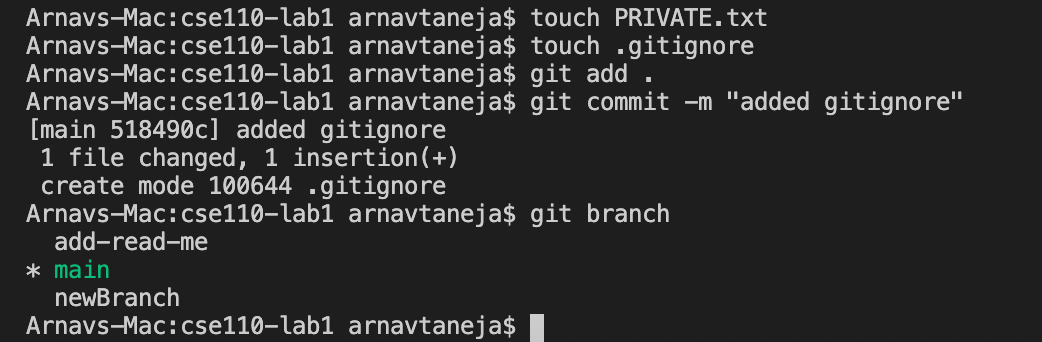 Arnavs-Mac:cse110-lab1 arnavtaneja$ touch PRIVATE.txt
Arnavs-Mac:cse110-lab1 arnavtaneja$ touch .gitignore
Arnavs-Mac:cse110-lab1 arnavtaneja$ git add .
Arnavs-Mac:cse110-lab1 arnavtaneja$ git commit -m "added gitignore"
[main 518490c] added gitignore
 1 file changed, 1 insertion(+)
 create mode 100644 .gitignore
Arnavs-Mac:cse110-lab1 arnavtaneja$ git branch
  add-read-me
* main
  newBranch
Arnavs-Mac:cse110-lab1 arnavtaneja$